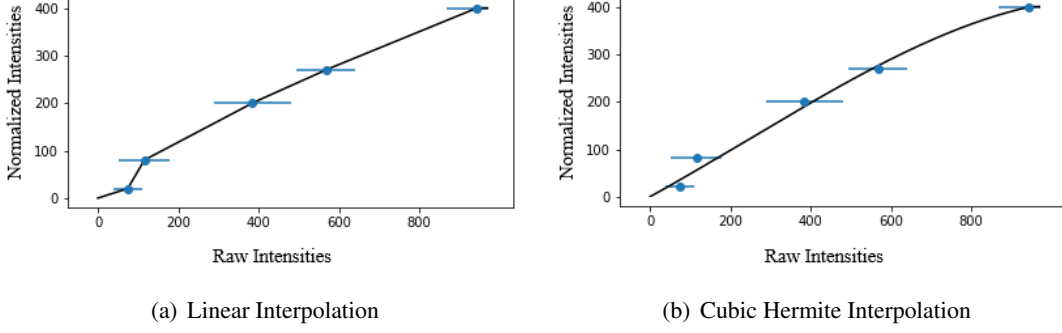 400
300
200
100
0
Normalized Intensities
0 200 400 600 800
Raw Intensities
(a) Linear Interpolation
400
300
200
100
0
Normalized Intensities
0 200 400 600 800
Raw Intensities
(b) Cubic Hermite Interpolation